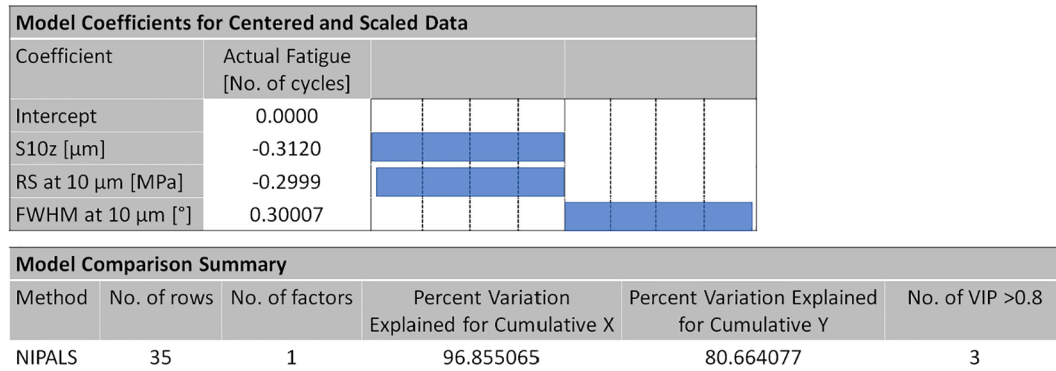 Model Coefficients for Centered and Scaled Data
Coefficient Actual Fatigue
[No. of cycles]
Intercept 0.0000
S10z [µm] -0.3120
RS at 10 µm [MPa] -0.2999
FWHM at 10 µm [°] 0.30007
Model Comparison Summary
Method No. of rows No. of factors Percent Variation Percent Variation Explained No. of VIP >0.8
Explained for Cumulative X for Cumulative Y
NIPALS 35 1 96.855065 80.664077 3